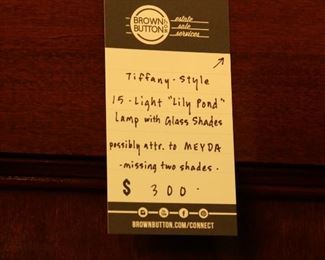 BROWN
BUTTON
estate
sale
services
Tiffany-Style
15-Light "Lily Pond"
Lamp with Glass Shades
possibly attr. to MEYDA
-missing two shades-
$ 300-
BROWNBUTTON.COM/CONNECT